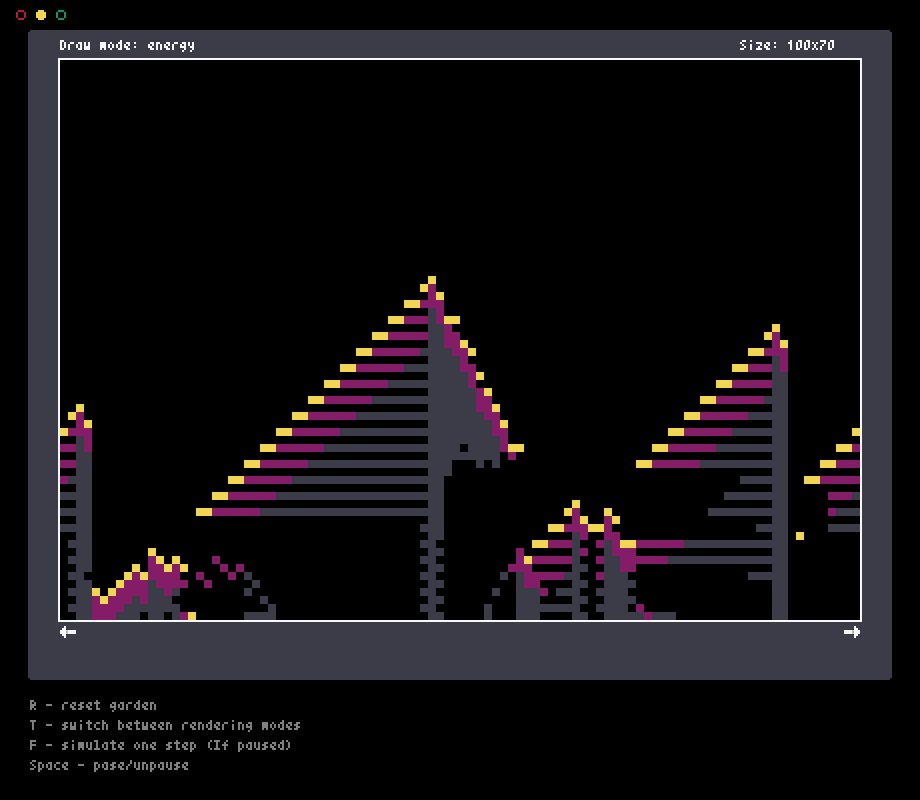 Draw mode: energy
Size: 100x70
R - reset garden
T - switch between rendering modes
F - simulate one step (If paused)
Space - pase/unpause